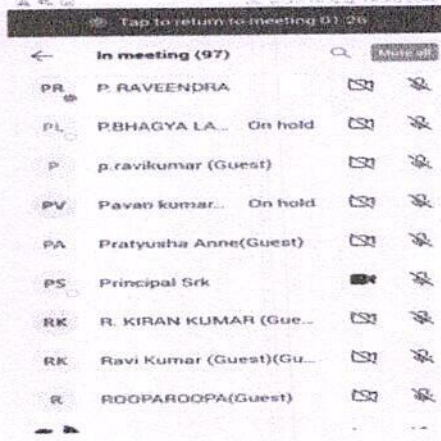 Tap to return to meeting 01:26
In meeting (97) Mute all
PR P. RAVEENDRA
PL P.BHAGYA LA... On hold
P p.ravikumar (Guest)
PV Pavan kumar... On hold
PA Pratyusha Anne(Guest)
PS Principal Srk
RK R. KIRAN KUMAR (Gue...
RK Ravi Kumar (Guest)(Gu...
R ROOPAROOPA(Guest)